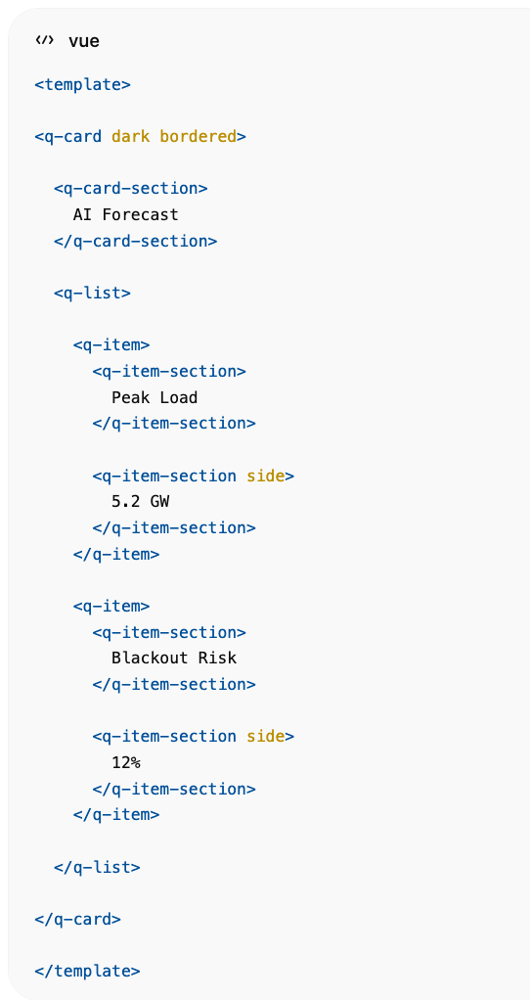 </> vue
<template>
<q-card dark bordered>
<q-card-section>
AI Forecast
</q-card-section>
<q-list>
<q-item>
<q-item-section>
Peak Load
</q-item-section>
<q-item-section side>
5.2 GW
</q-item-section>
</q-item>
<q-item>
<q-item-section>
Blackout Risk
</q-item-section>
<q-item-section side>
12%
</q-item-section>
</q-item>
</q-list>
</q-card>
</template>